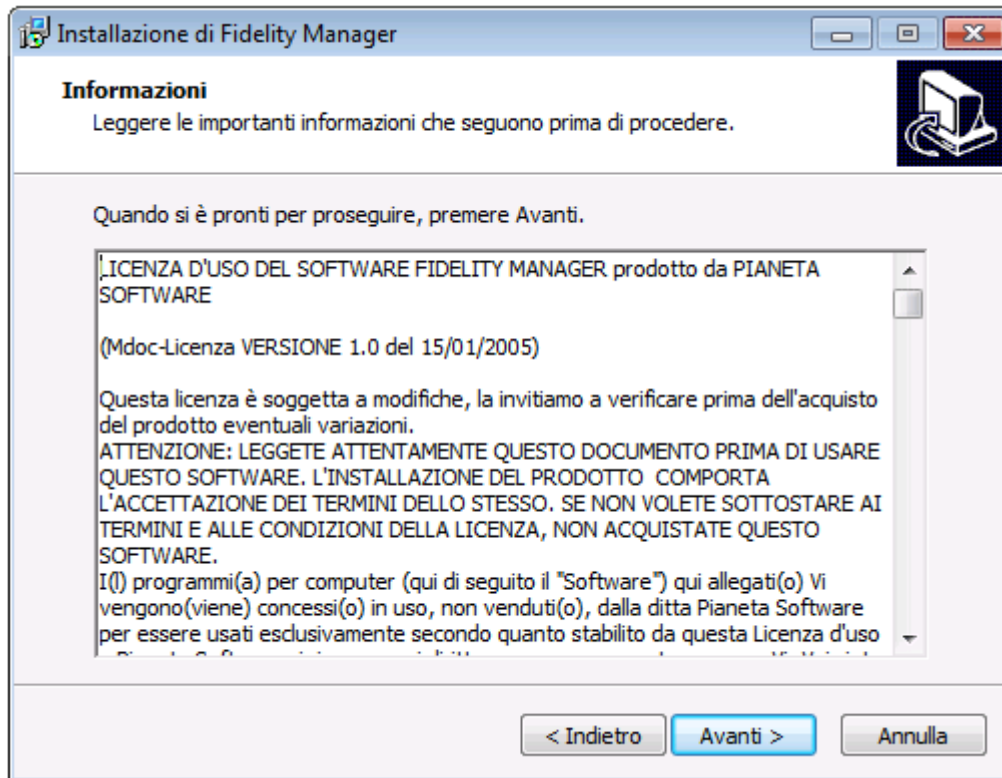 Installazione di Fidelity Manager
Informazioni
Leggere le importanti informazioni che seguono prima di procedere.
Quando si è pronti per proseguire, premere Avanti.
LICENZA D'USO DEL SOFTWARE FIDELITY MANAGER prodotto da PIANETA
SOFTWARE
(Mdoc-Licenza VERSIONE 1.0 del 15/01/2005)
Questa licenza è soggetta a modifiche, la invitiamo a verificare prima dell'acquisto
del prodotto eventuali variazioni.
ATTENZIONE: LEGGETE ATTENTAMENTE QUESTO DOCUMENTO PRIMA DI USARE
QUESTO SOFTWARE. L'INSTALLAZIONE DEL PRODOTTO  COMPORTA
L'ACCETTAZIONE DEI TERMINI DELLO STESSO. SE NON VOLETE SOTTOSTARE AI
TERMINI E ALLE CONDIZIONI DELLA LICENZA, NON ACQUISTATE QUESTO
SOFTWARE.
I(l) programmi(a) per computer (qui di seguito il "Software") qui allegati(o) Vi
vengono(viene) concessi(o) in uso, non venduti(o), dalla ditta Pianeta Software
per essere usati esclusivamente secondo quanto stabilito da questa Licenza d'uso
< Indietro
Avanti >
Annulla